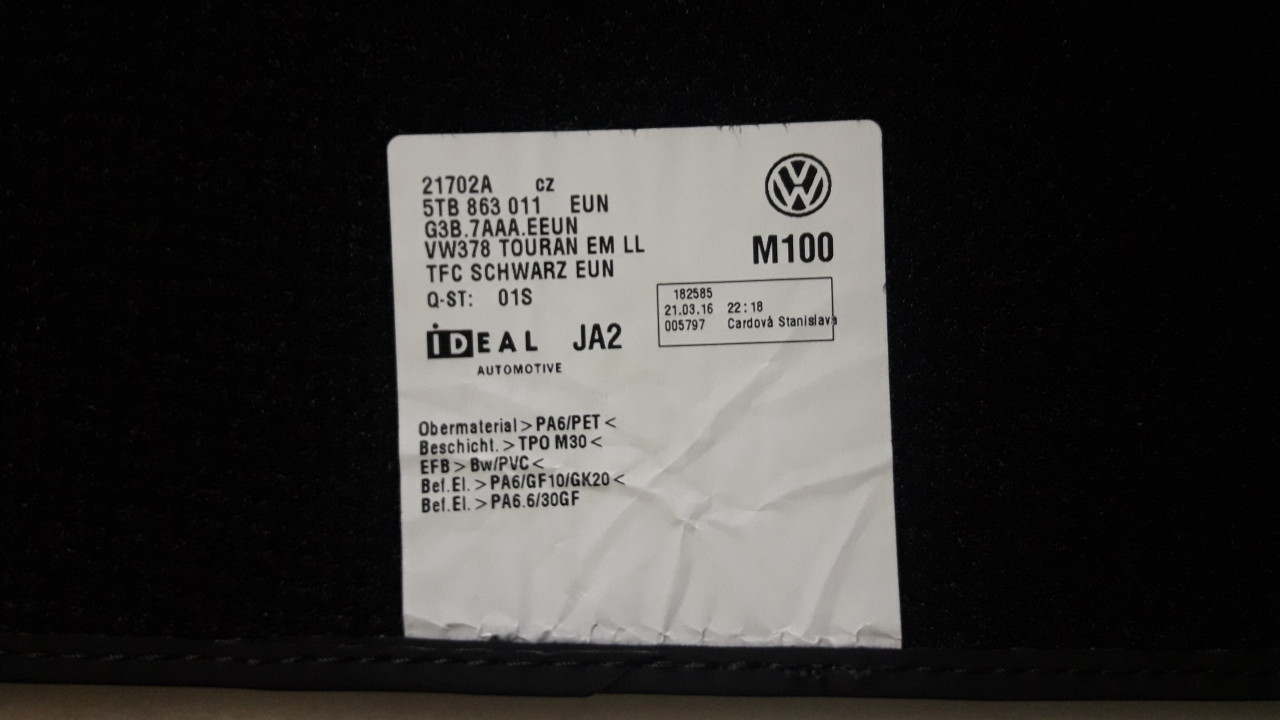 21702A cz
5TB 863 011 EUN
G3B.7AAA.EEUN
VW378 TOURAN EM LL
TFC SCHWARZ EUN
Q-ST: 01S
VW
M100
182585
21.03.16 22:18
005797 Cardová Stanislava
iDEAL JA2
AUTOMOTIVE
Obermaterial>PA6/PET<
Beschicht.>TPO M30<
EFB>Bw/PVC<
Bef.El.>PA6/GF10/GK20<
Bef.El.>PA6.6/30GF